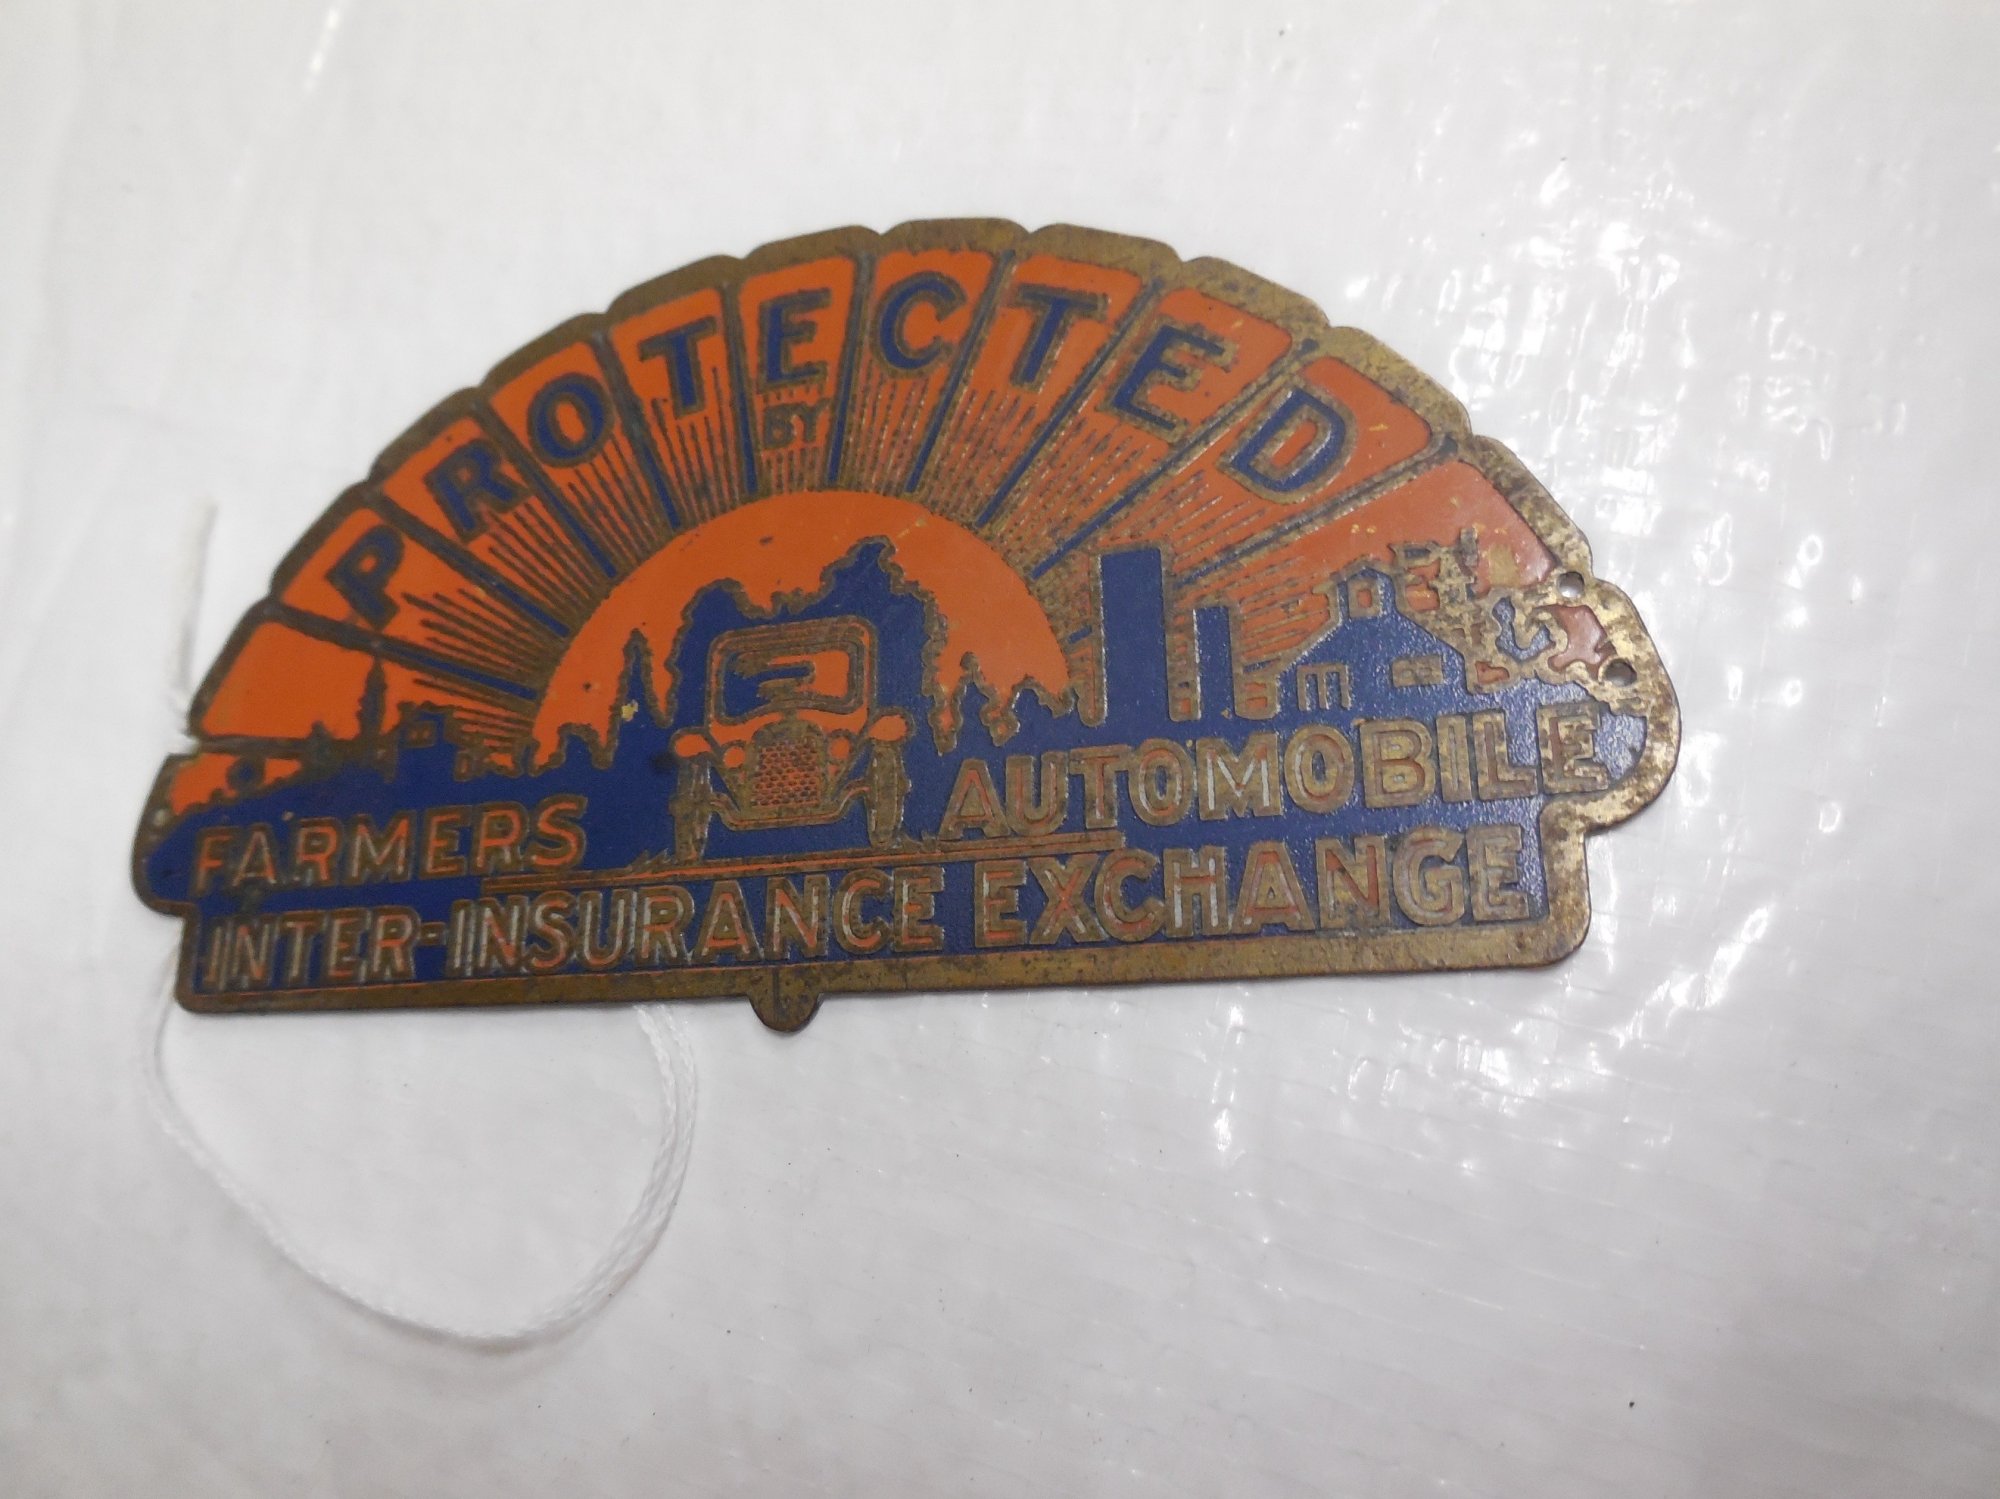 PROTECTED
BY
FARMERS AUTOMOBILE
INTER-INSURANCE EXCHANGE